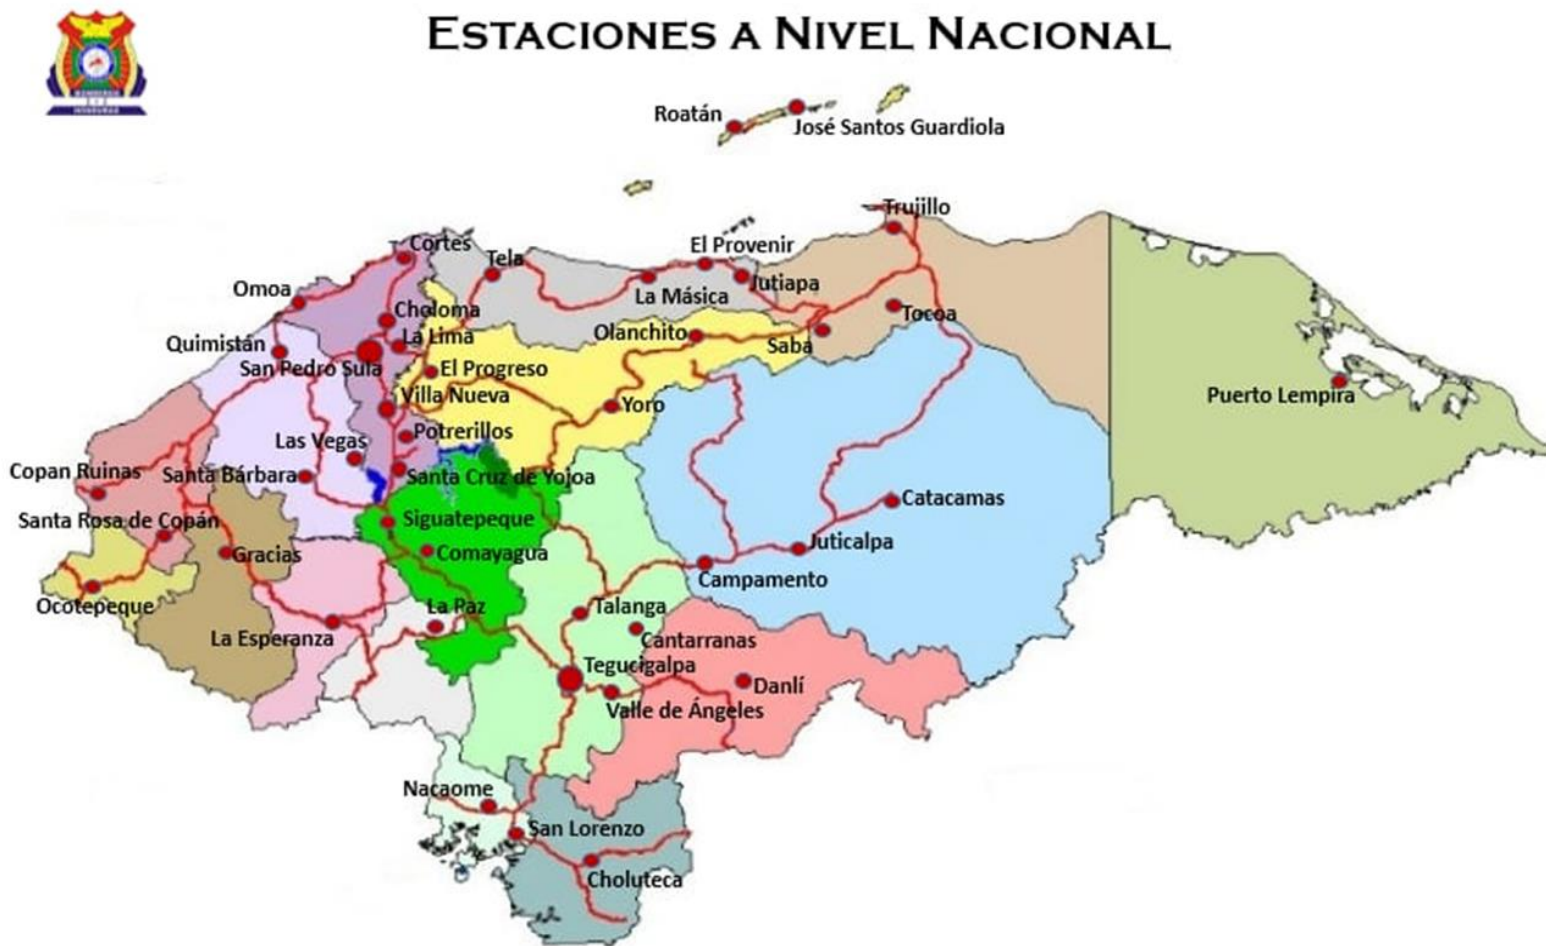 ESTACIONES A NIVEL NACIONAL
BOMBEROS
HONDURAS
Roatán
José Santos Guardiola
Trujillo
Cortes
El Provenir
Tela
Jutiapa
Omoa
La Másica
Choloma
Tocoa
La Lima
Olanchito
Quimistán
Saba
San Pedro Sula
El Progreso
Villa Nueva
Puerto Lempira
Yoro
Potrerillos
Las Vegas
Copan Ruinas
Santa Bárbara
Santa Cruz de Yojoa
Catacamas
Santa Rosa de Copán
Siguatepeque
Juticalpa
Gracias
Comayagua
Campamento
Ocotepeque
La Paz
Talanga
La Esperanza
Cantarranas
Tegucigalpa
Danlí
Valle de Ángeles
Nacaome
San Lorenzo
Choluteca